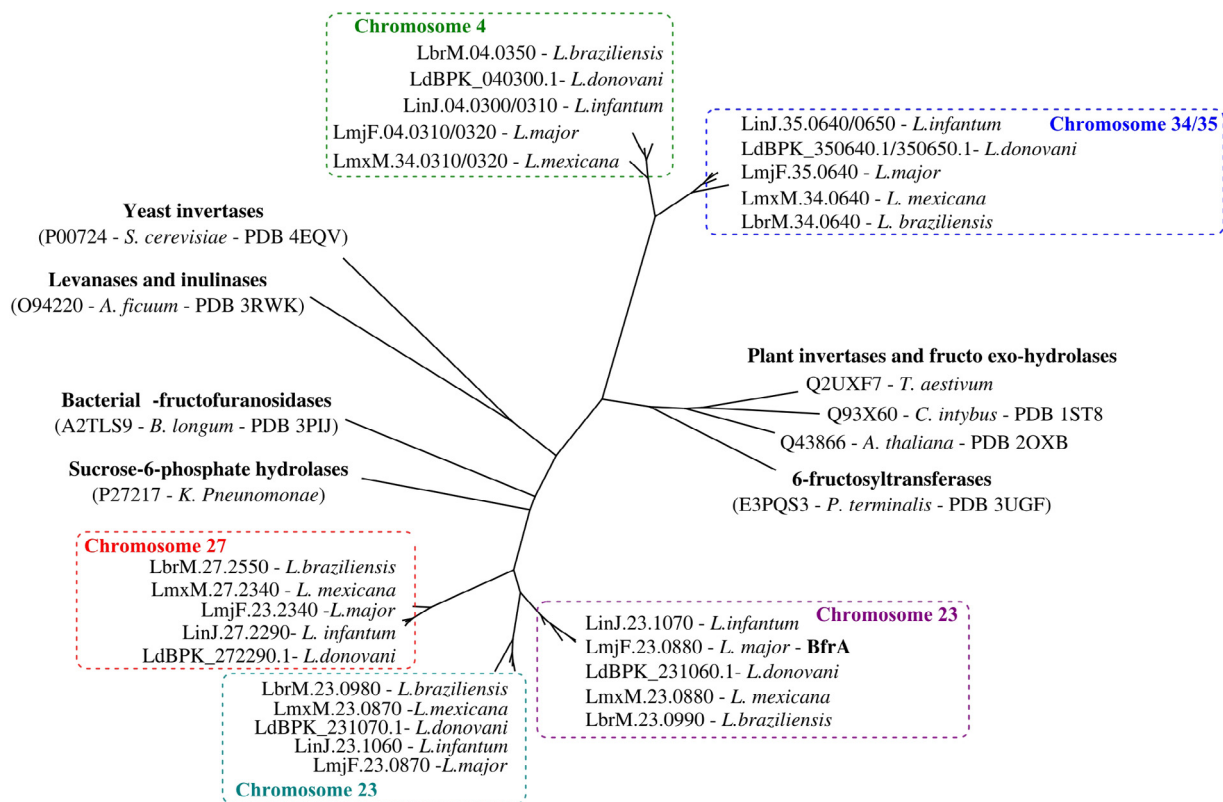 Chromosome 4
LbrM.04.0350 - L.braziliensis
LdBPK_040300.1- L.donovani
LinJ.04.0300/0310 - L.infantum
LmjF.04.0310/0320 - L.major
LmxM.34.0310/0320 - L.mexicana
Chromosome 34/35
LinJ.35.0640/0650 - L.infantum
LdBPK_350640.1/350650.1- L.donovani
LmjF.35.0640 - L.major
LmxM.34.0640 - L. mexicana
LbrM.34.0640 - L. braziliensis
Yeast invertases
(P00724 - S. cerevisiae - PDB 4EQV)
Levanases and inulinases
(O94220 - A. ficuum - PDB 3RWK)
Bacterial -fructofuranosidases
(A2TLS9 - B. longum - PDB 3PIJ)
Sucrose-6-phosphate hydrolases
(P27217 - K. Pneunomonae)
Plant invertases and fructo exo-hydrolases
Q2UXF7 - T. aestivum
Q93X60 - C. intybus - PDB 1ST8
Q43866 - A. thaliana - PDB 2OXB
6-fructosyltransferases
(E3PQS3 - P. terminalis - PDB 3UGF)
Chromosome 27
LbrM.27.2550 - L.braziliensis
LmxM.27.2340 - L. mexicana
LmjF.23.2340 -L.major
LinJ.27.2290- L. infantum
LdBPK_272290.1- L.donovani
Chromosome 23
LinJ.23.1070 - L.infantum
LmjF.23.0880 - L. major - BfrA
LdBPK_231060.1- L.donovani
LmxM.23.0880 - L. mexicana
LbrM.23.0990 - L.braziliensis
LbrM.23.0980 - L.braziliensis
LmxM.23.0870 -L.mexicana
LdBPK_231070.1- L.donovani
LinJ.23.1060 - L.infantum
LmjF.23.0870 -L.major
Chromosome 23